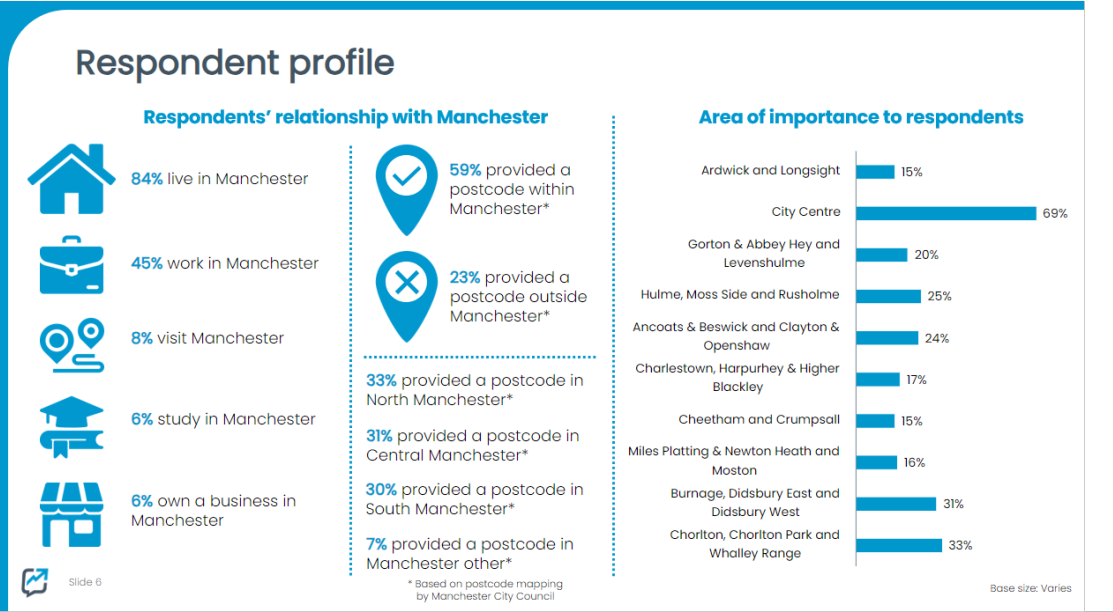 Respondent profile
Respondents’ relationship with Manchester
84% live in Manchester
45% work in Manchester
8% visit Manchester
6% study in Manchester
6% own a business in
Manchester
59% provided a
postcode within
Manchester*
23% provided a
postcode outside
Manchester*
33% provided a postcode in
North Manchester*
31% provided a postcode in
Central Manchester*
30% provided a postcode in
South Manchester*
7% provided a postcode in
Manchester other*
* Based on postcode mapping
by Manchester City Council
Area of importance to respondents
Ardwick and Longsight
15%
City Centre
69%
Gorton & Abbey Hey and
Levenshulme
20%
Hulme, Moss Side and Rusholme
25%
Ancoats & Beswick and Clayton &
Openshaw
24%
Charlestown, Harpurhey & Higher
Blackley
17%
Cheetham and Crumpsall
15%
Miles Platting & Newton Heath and
Moston
16%
Burnage, Didsbury East and
Didsbury West
31%
Chorlton, Chorlton Park and
Whalley Range
33%
Slide 6
Base size: Varies